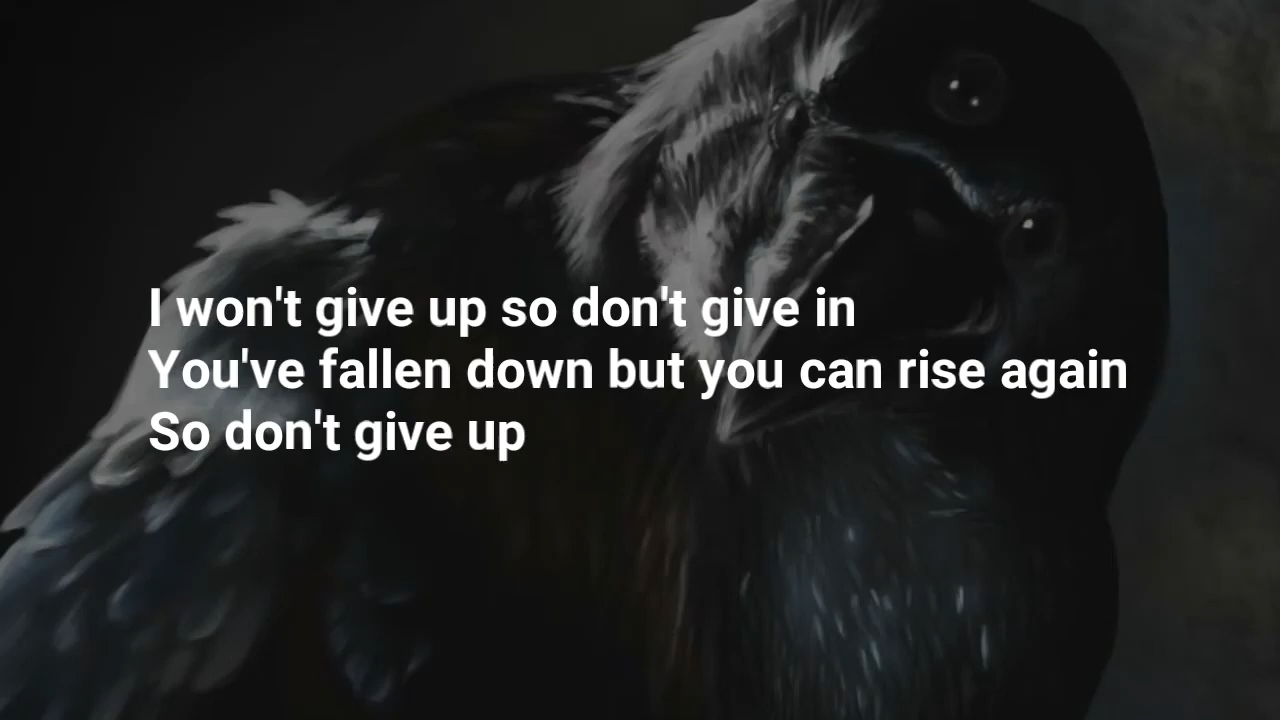 I won't give up so don't give in
You've fallen down but you can rise again
So don't give up